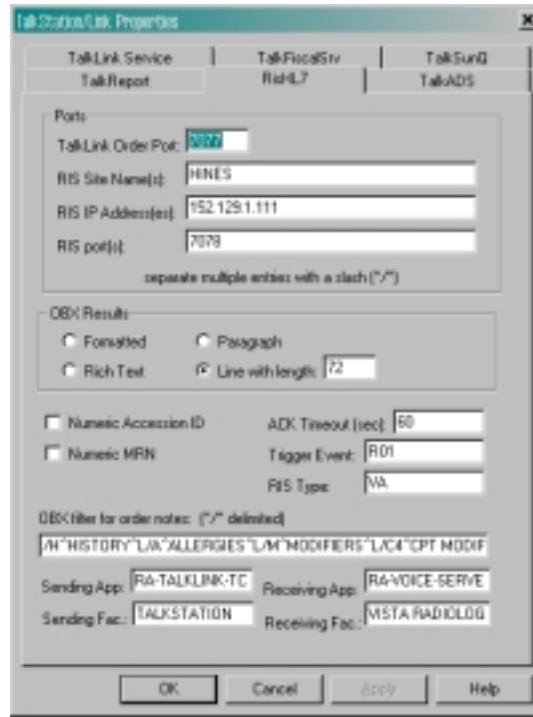 TalkStation/Link Properties
TalkLink Service TalkFiscalSrv TalkSunQ
TalkReport RisHL7 TalkADS
Ports
TalkLink Order Port: 7077
RIS Site Name(s): HINES
RIS IP Address(es): 152.129.1.111
RIS port(s): 7078
separate multiple entries with a slash ("/")
OBX Results
Formatted Paragraph
Rich Text Line with length: 72
Numeric Accession ID ACK Timeout (sec): 60
Numeric MRN Trigger Event: R01
RIS Type: VA
OBX filter for order notes: ("/" delimited)
/H^HISTORY^L/A^ALLERGIES^L/M^MODIFIERS^L/C4^CPT MODIF
Sending App: RA-TALKLINK-TC Receiving App: RA-VOICE-SERVE
Sending Fac.: TALKSTATION Receiving Fac.: VISTA RADIOLOG
OK Cancel Apply Help